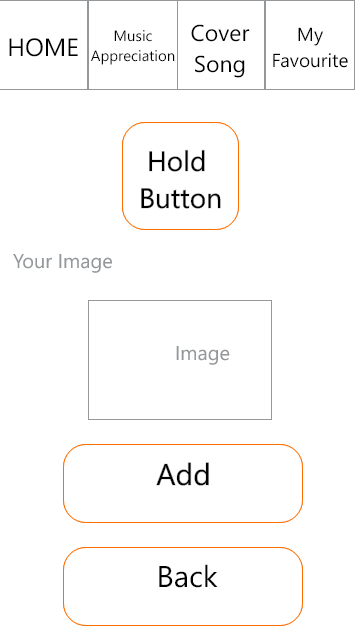 HOME
Music
Appreciation
Cover
Song
My
Favourite
Hold
Button
Your Image
Image
Add
Back